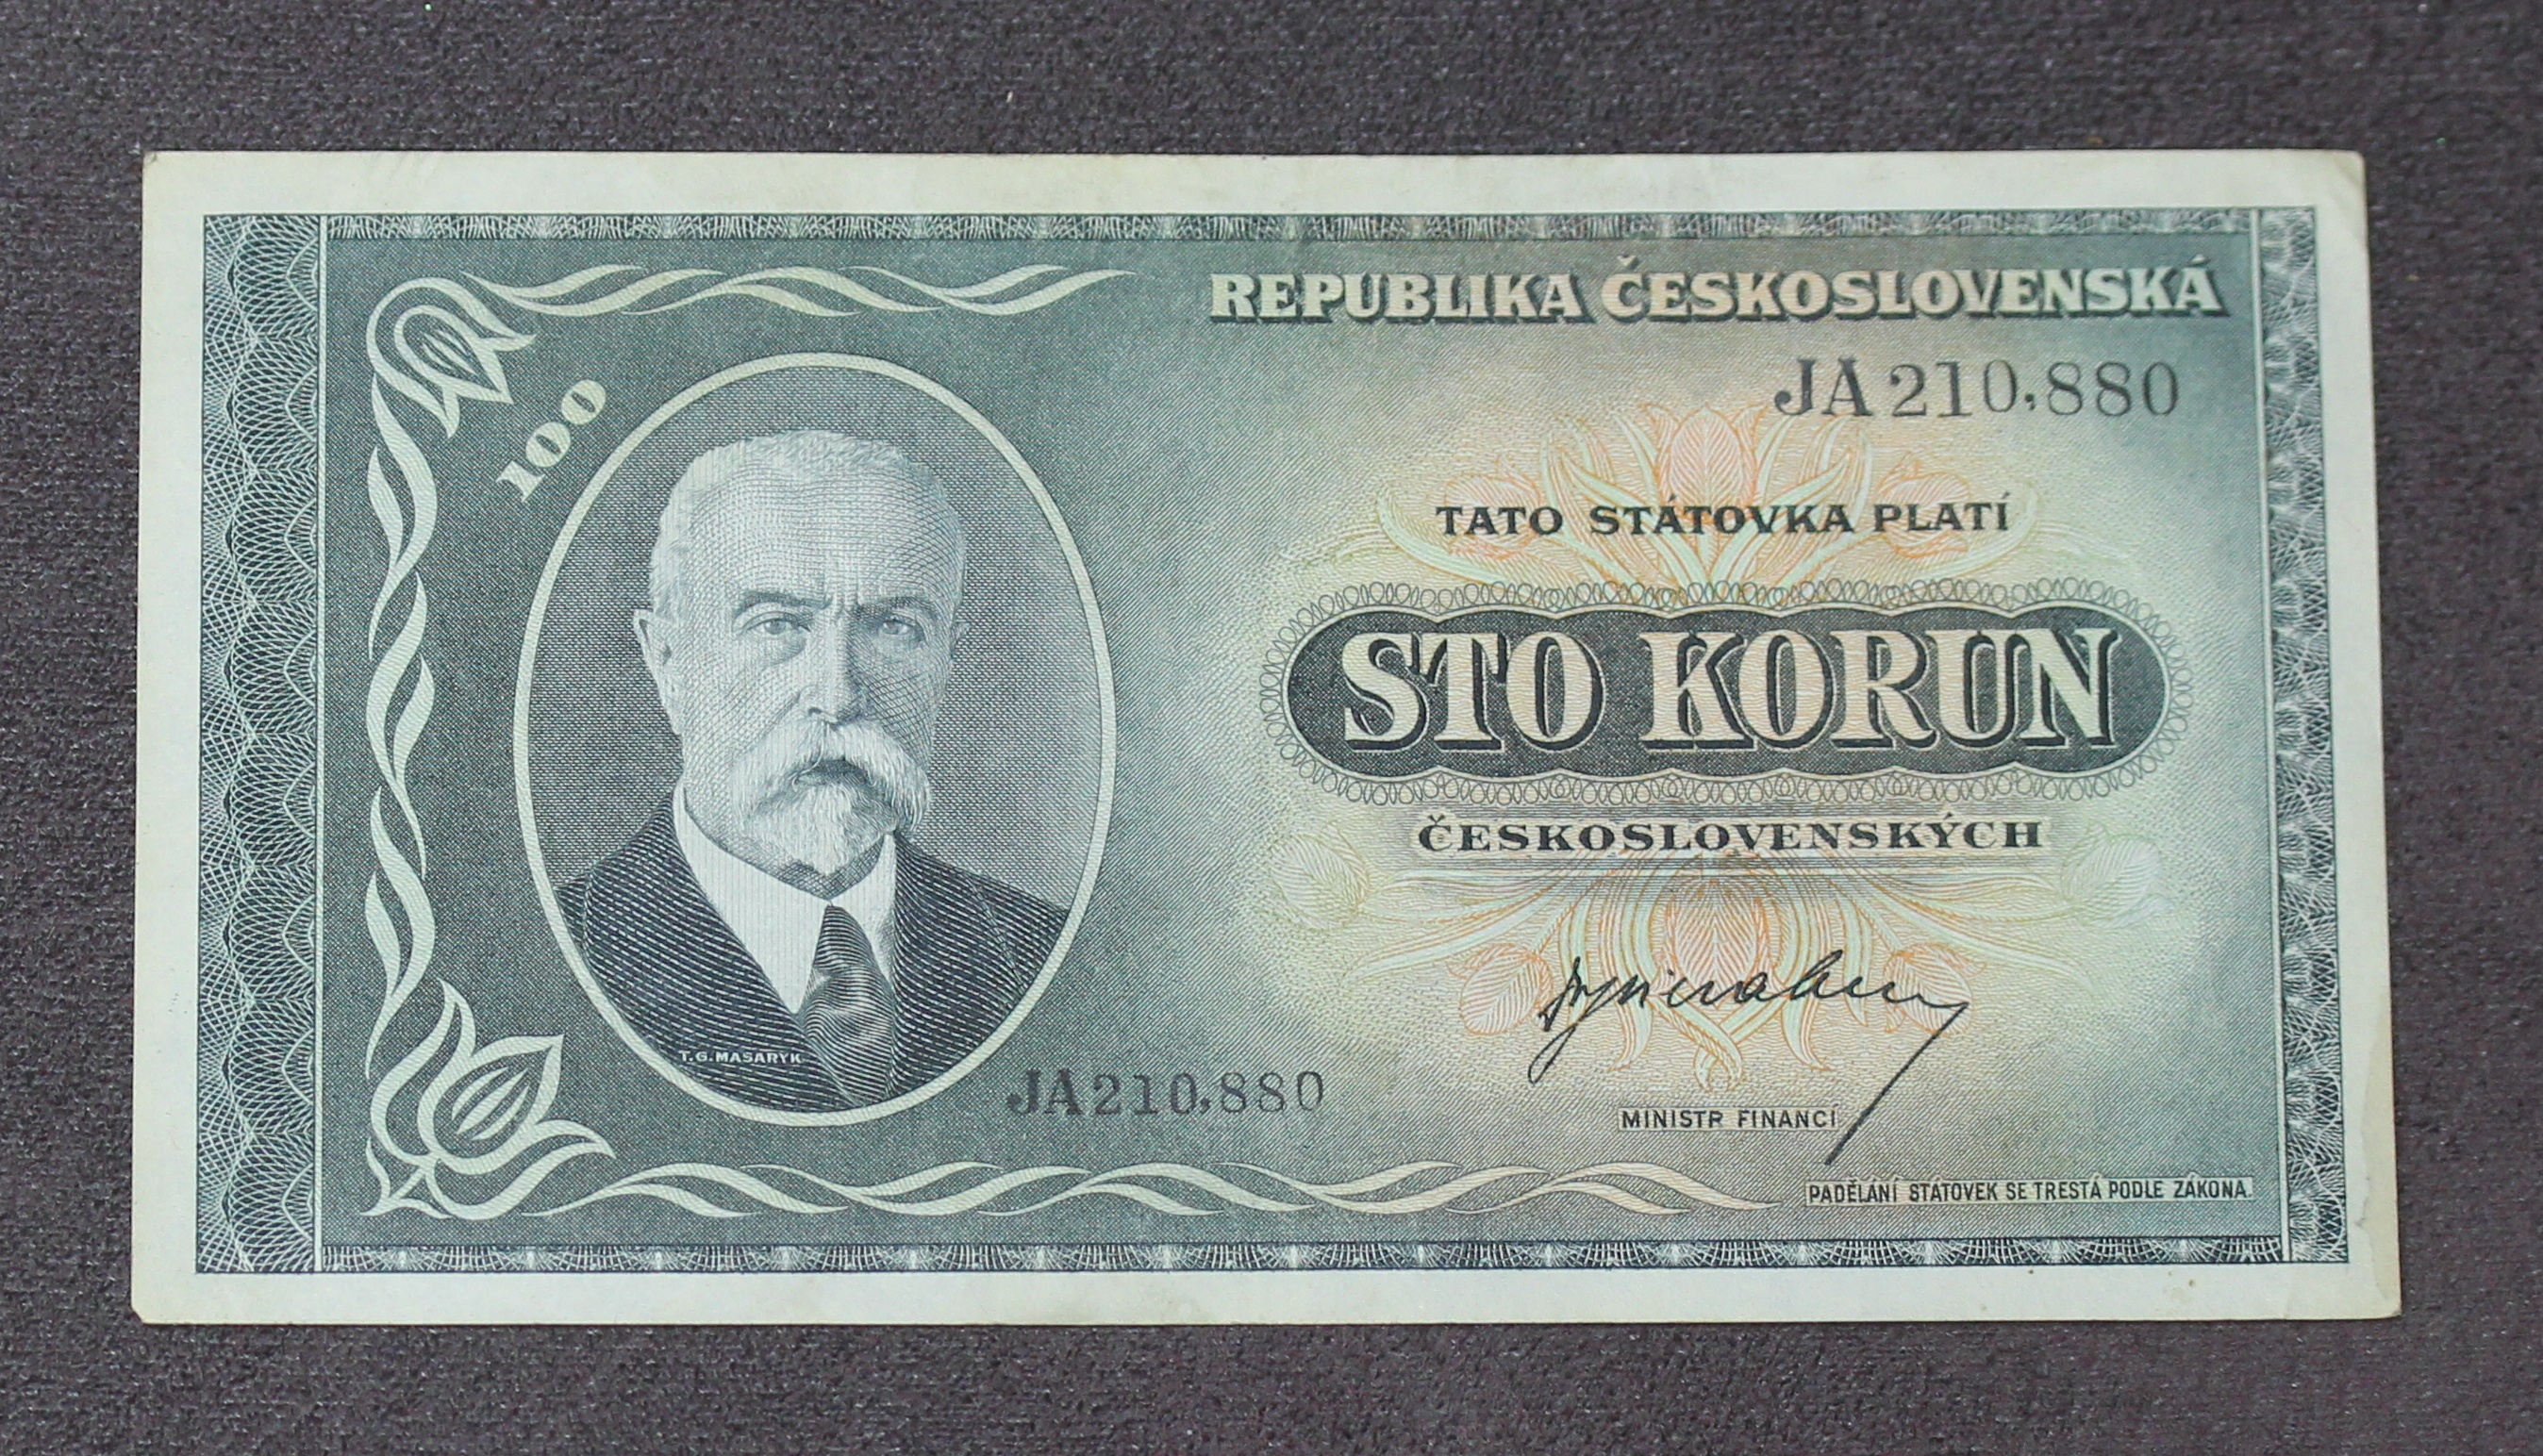 REPUBLIKA ČESKOSLOVENSKÁ
JA 210,880
100
TATO STÁTOVKA PLATÍ
STO KORUN
ČESKOSLOVENSKÝCH
T.G.MASARYK
JA 210,880
MINISTR FINANCÍ
PADĚLÁNÍ STÁTOVEK SE TRESTÁ PODLE ZÁKONA.